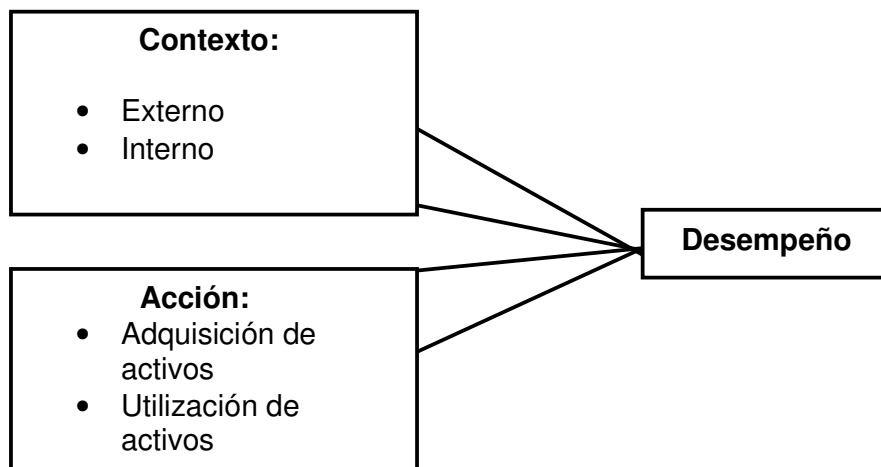 Contexto:
• Externo
• Interno
Desempeño
Acción:
• Adquisición de
activos
• Utilización de
activos